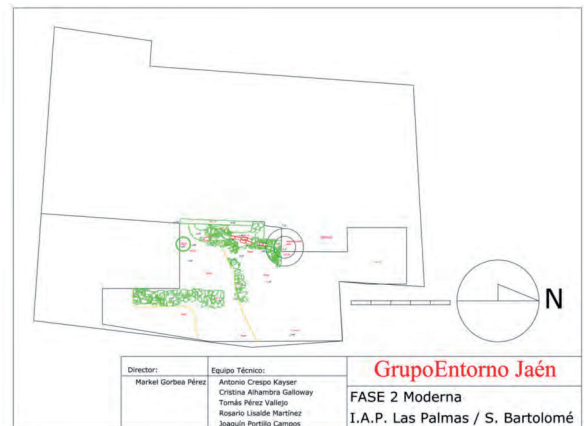 N
Director:
Markel Gorbea Pérez
Equipo Técnico:
Antonio Crespo Kayser
Cristina Alhambra Galloway
Tomás Pérez Vallejo
Rosario Lisalde Martínez
Joaquín Portillo Campos
GrupoEntorno Jaén
FASE 2 Moderna
I.A.P. Las Palmas / S. Bartolomé